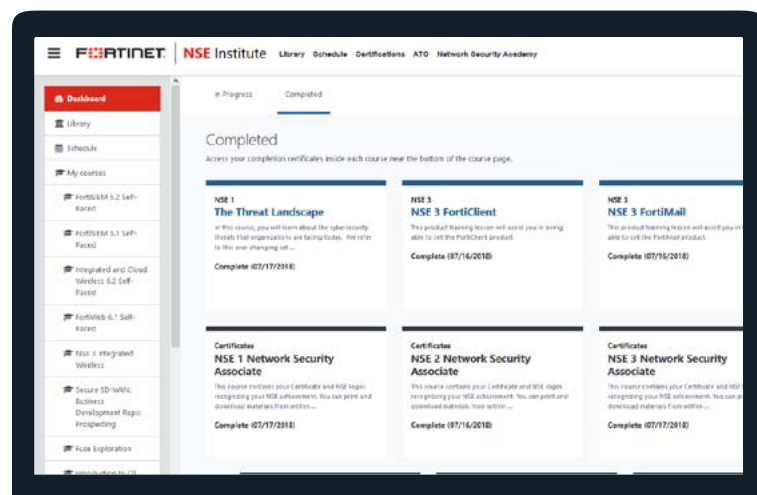 FORTINET NSE Institute Library Schedule Certifications ATO Network Security Academy
Dashboard
Library
Schedule
My courses
FortiSIEM 5.2 Self-
Paced
FortiSIEM 5.1 Self-
Paced
Integrated and Cloud
Wireless 6.2 Self-
Paced
FortiWeb 6.1 Self-
Paced
NSE 3 Integrated
Wireless
Secure SD-WAN:
Business
Development Reps:
Prospecting
Fuse Exploration
In Progress Completed
Completed
Access your completion certificates inside each course near the bottom of the course page.
NSE 1
The Threat Landscape
In this course, you will learn about the cybersecurity
threats that organizations are facing today. We refer
to this ever changing set ...
Complete (07/17/2018)
NSE 3
NSE 3 FortiClient
This product training lesson will assist you in being
able to sell the FortiClient product.
Complete (07/16/2018)
NSE 3
NSE 3 FortiMail
This product training lesson will assist you in
able to sell the FortiMail product.
Complete (07/16/2018)
Certificates
NSE 1 Network Security
Associate
This course contains your Certificate and NSE logos
recognizing your NSE achievement. You can print and
download materials from within ...
Complete (07/17/2018)
Certificates
NSE 2 Network Security
Associate
This course contains your Certificate and NSE logos
recognizing your NSE achievement. You can print and
download materials from within ...
Complete (07/16/2018)
Certificates
NSE 3 Network Security
Associate
This course contains your Certificate and NSE
recognizing your NSE achievement. You can
download materials from within ...
Complete (07/17/2018)